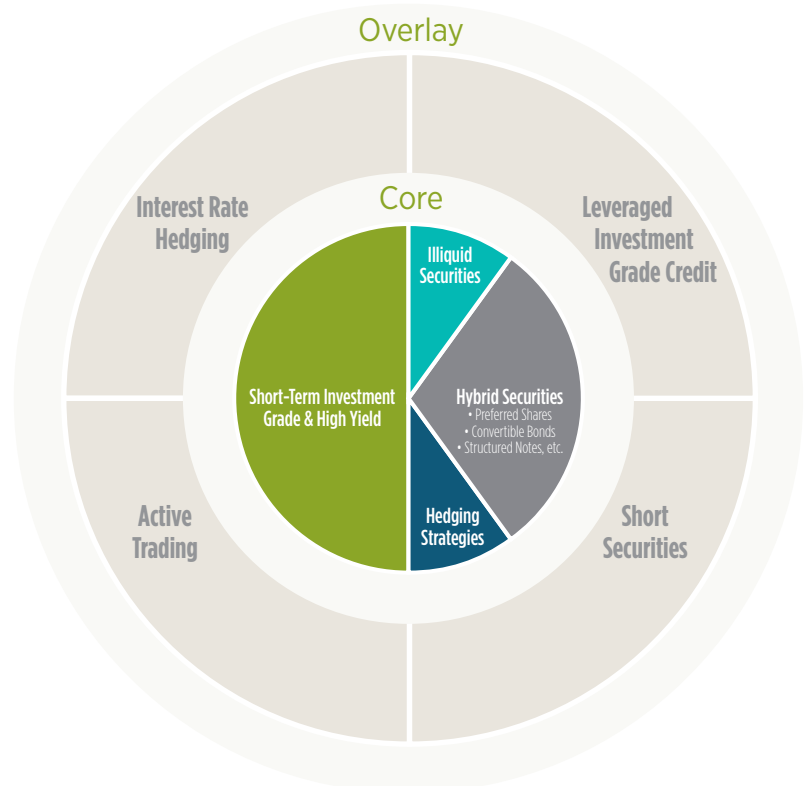 Overlay
Interest Rate
Hedging
Leveraged
Investment
Grade Credit
Core
Illiquid
Securities
Short-Term Investment
Grade & High Yield
Hybrid Securities
• Preferred Shares
• Convertible Bonds
• Structured Notes, etc.
Hedging
Strategies
Active
Trading
Short
Securities